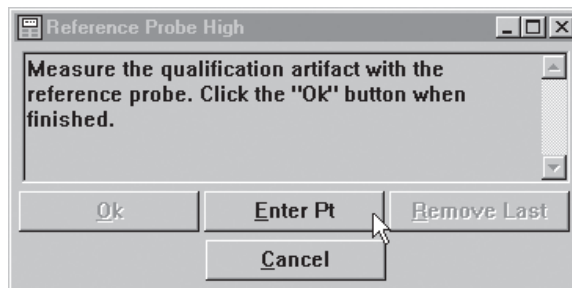 Reference Probe High
Measure the qualification artifact with the
reference probe. Click the "Ok" button when
finished.
Ok
Enter Pt
Remove Last
Cancel